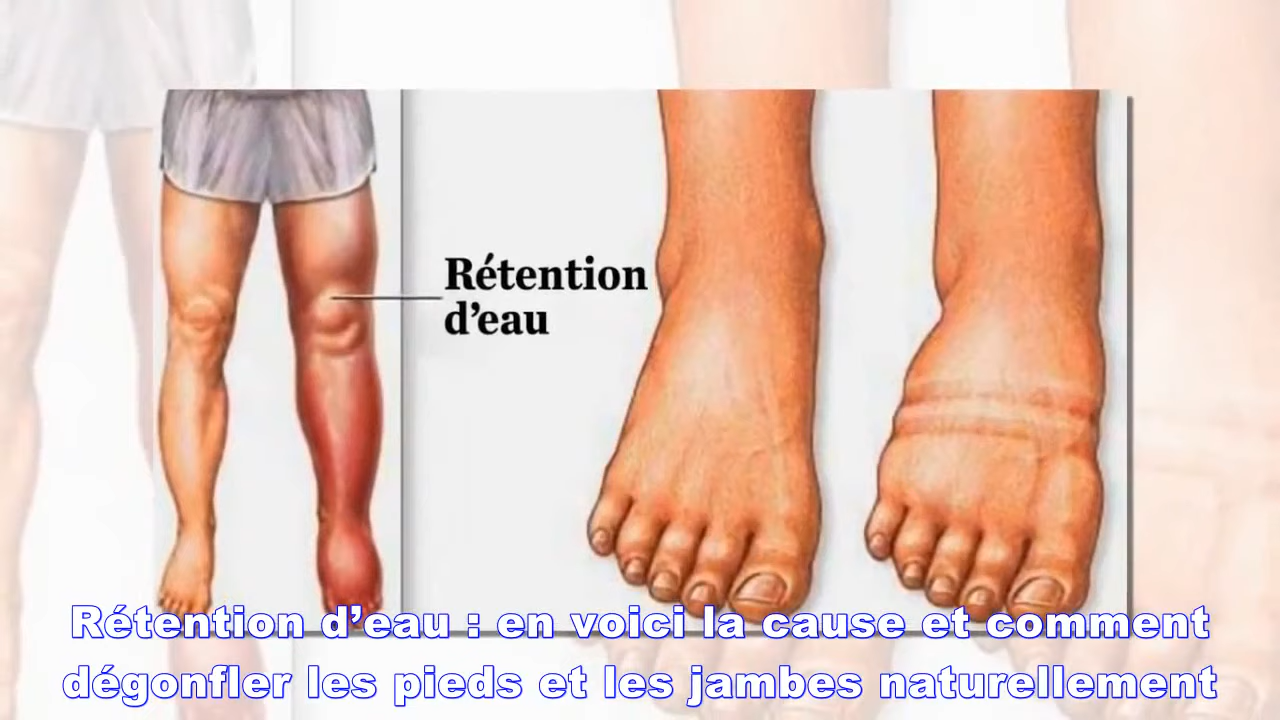 Rétention
d’eau
Rétention d’eau : en voici la cause et comment
dégonfler les pieds et les jambes naturellement